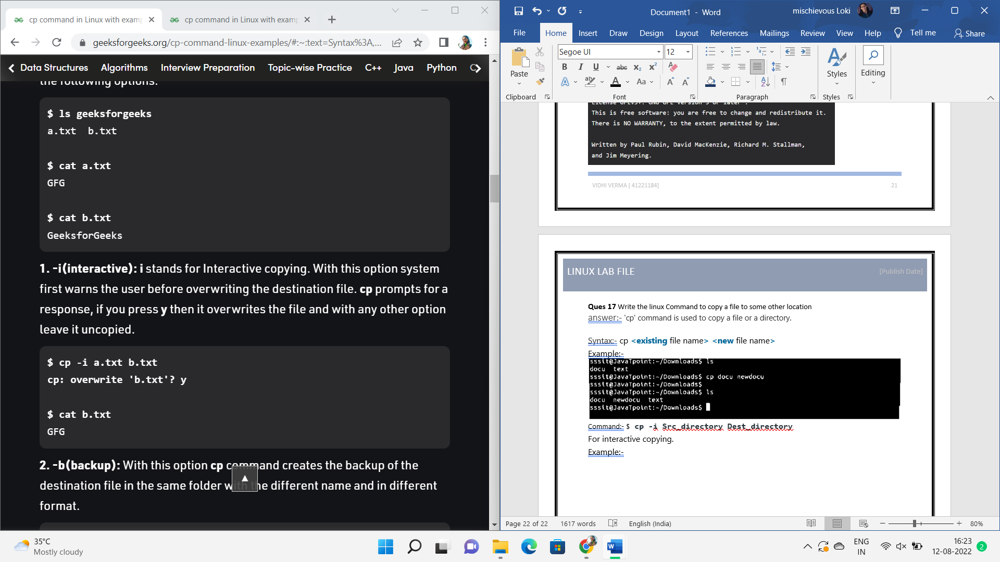 cp command in Linux with examp
cp command in Linux with examp
geeksforgeeks.org/cp-command-linux-examples/#:~:text=Syntax%3A,...
Data Structures Algorithms Interview Preparation Topic-wise Practice C++ Java Python
the following options.
$ ls geeksforgeeks
a.txt b.txt
$ cat a.txt
GFG
$ cat b.txt
GeeksforGeeks
1. -i(interactive): i stands for Interactive copying. With this option system
first warns the user before overwriting the destination file. cp prompts for a
response, if you press y then it overwrites the file and with any other option
leave it uncopied.
$ cp -i a.txt b.txt
cp: overwrite 'b.txt'? y
$ cat b.txt
GFG
2. -b(backup): With this option cp command creates the backup of the
destination file in the same folder with the different name and in different
format.
Document1 - Word
mischievous Loki
File Home Insert Draw Design Layout References Mailings Review View Help Tell me Share
Paste
Clipboard
Segoe UI 12
B I U abc X₂ X²
A Aa A A
Font
Paragraph
Styles
Styles
Editing
License GPLv3+: GNU GPL version 3 or later .
This is free software: you are free to change and redistribute it.
There is NO WARRANTY, to the extent permitted by law.
Written by Paul Rubin, David MacKenzie, Richard M. Stallman,
and Jim Meyering.
VIDHI VERMA [ 41221184] 21
LINUX LAB FILE [Publish Date]
Ques 17 Write the linux Command to copy a file to some other location
answer:- 'cp' command is used to copy a file or a directory.
Syntax:- cp <existing file name> <new file name>
Example:-
sssit@JavaTpoint:~/Downloads$ ls
docu text
sssit@JavaTpoint:~/Downloads$ cp docu newdocu
sssit@JavaTpoint:~/Downloads$
sssit@JavaTpoint:~/Downloads$ ls
docu newdocu text
sssit@JavaTpoint:~/Downloads$
Command:- $ cp -i Src_directory Dest_directory
For interactive copying.
Example:-
Page 22 of 22 1617 words English (India) 80%
35°C
Mostly cloudy
ENG
IN
16:23
12-08-2022
2